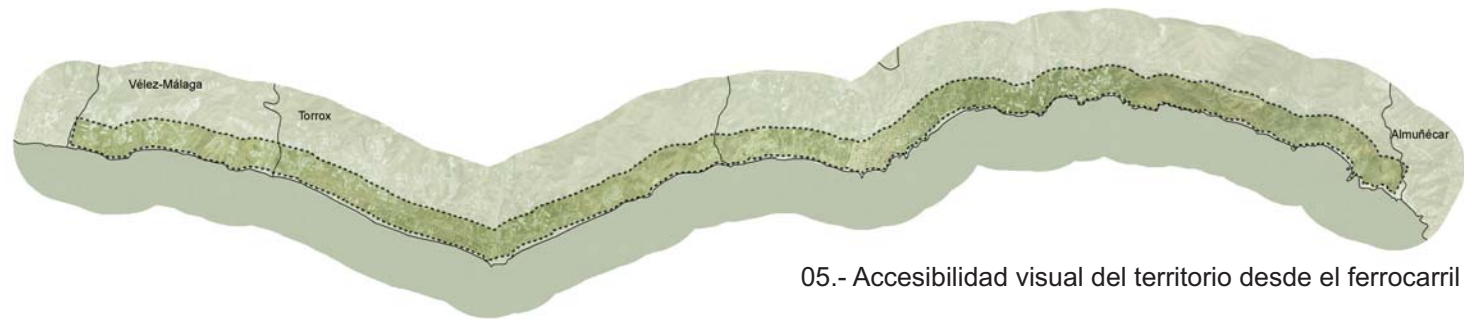 Vélez-Málaga
Torrox
Almuñécar
05.- Accesibilidad visual del territorio desde el ferrocarril